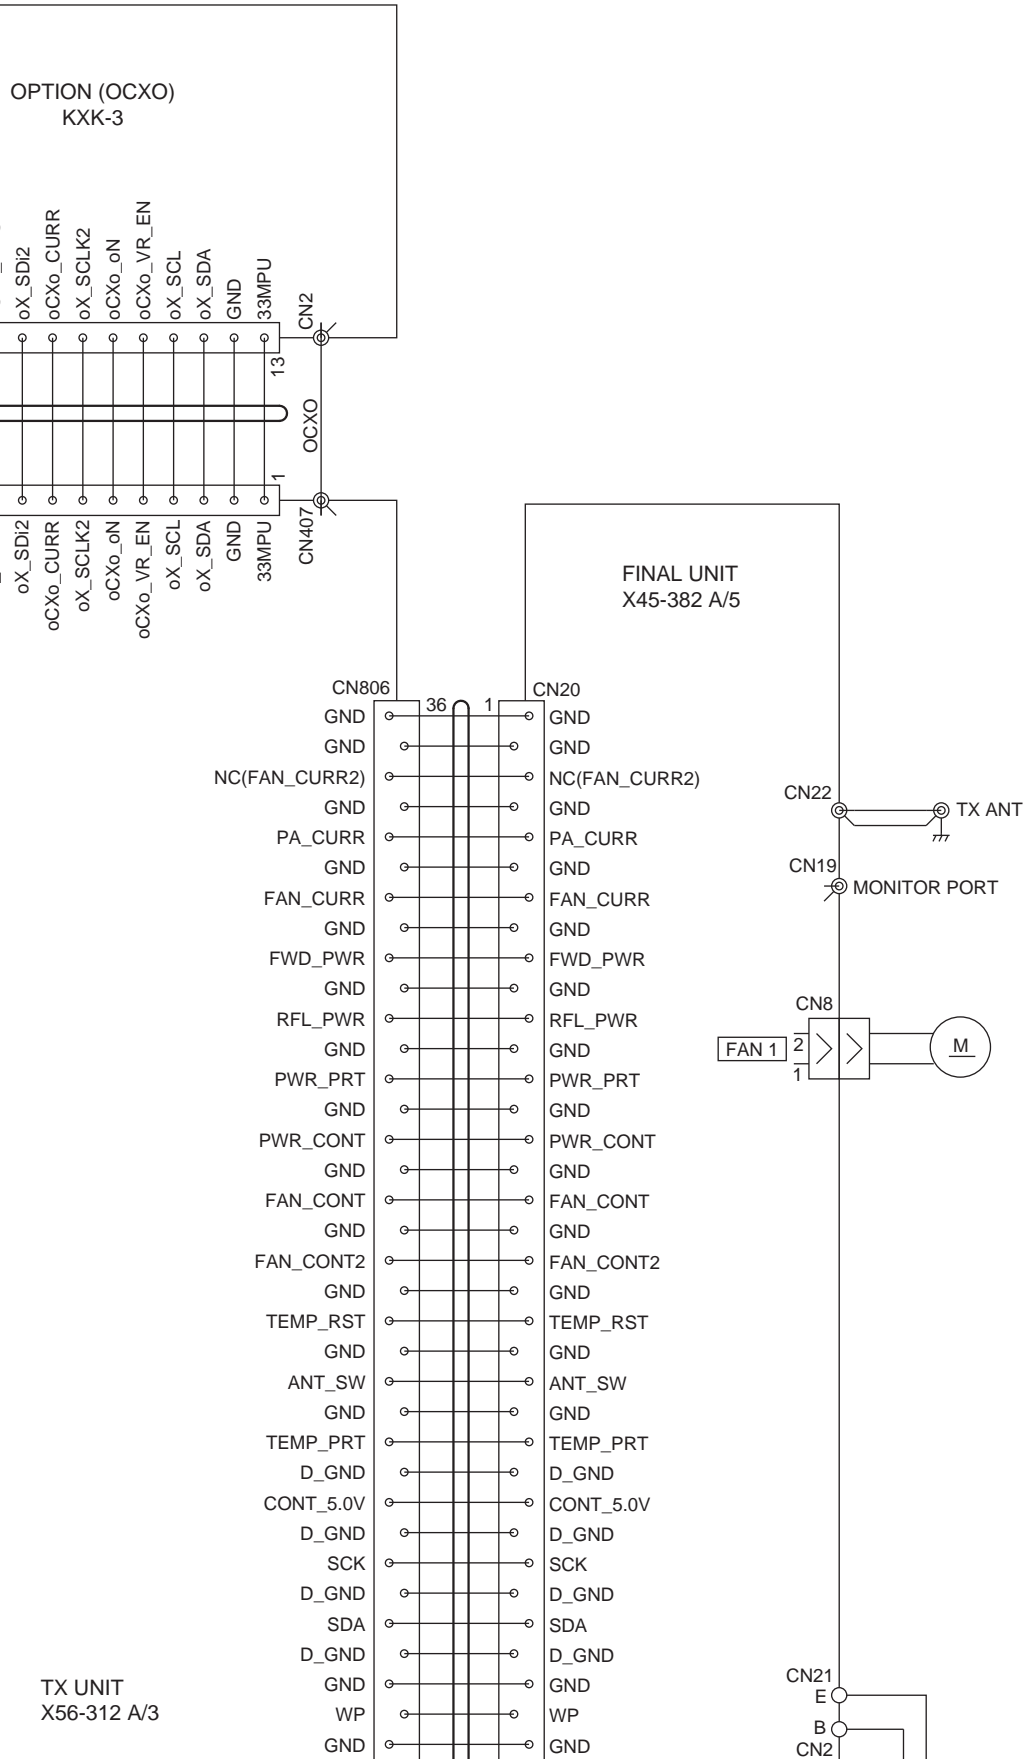 OPTION (OCXO)
KXK-3
oX_SDi2
oCXo_CURR
oX_SCLK2
oCXo_oN
oCXo_VR_EN
oX_SCL
oX_SDA
GND
33MPU
CN2
13
OCXO
1
oX_SDi2
oCXo_CURR
oX_SCLK2
oCXo_oN
oCXo_VR_EN
oX_SCL
oX_SDA
GND
33MPU
CN407
FINAL UNIT
X45-382 A/5
CN806 36 1 CN20
GND GND
GND GND
NC(FAN_CURR2) NC(FAN_CURR2)
GND GND
PA_CURR PA_CURR
GND GND
FAN_CURR FAN_CURR
GND GND
FWD_PWR FWD_PWR
GND GND
RFL_PWR RFL_PWR
GND GND
PWR_PRT PWR_PRT
GND GND
PWR_CONT PWR_CONT
GND GND
FAN_CONT FAN_CONT
GND GND
FAN_CONT2 FAN_CONT2
GND GND
TEMP_RST TEMP_RST
GND GND
ANT_SW ANT_SW
GND GND
TEMP_PRT TEMP_PRT
D_GND D_GND
CONT_5.0V CONT_5.0V
D_GND D_GND
SCK SCK
D_GND D_GND
SDA SDA
D_GND D_GND
GND GND
WP WP
GND GND
CN22
TX ANT
CN19
MONITOR PORT
CN8
FAN 1
2
1
M
TX UNIT
X56-312 A/3
CN21
E
B
CN2